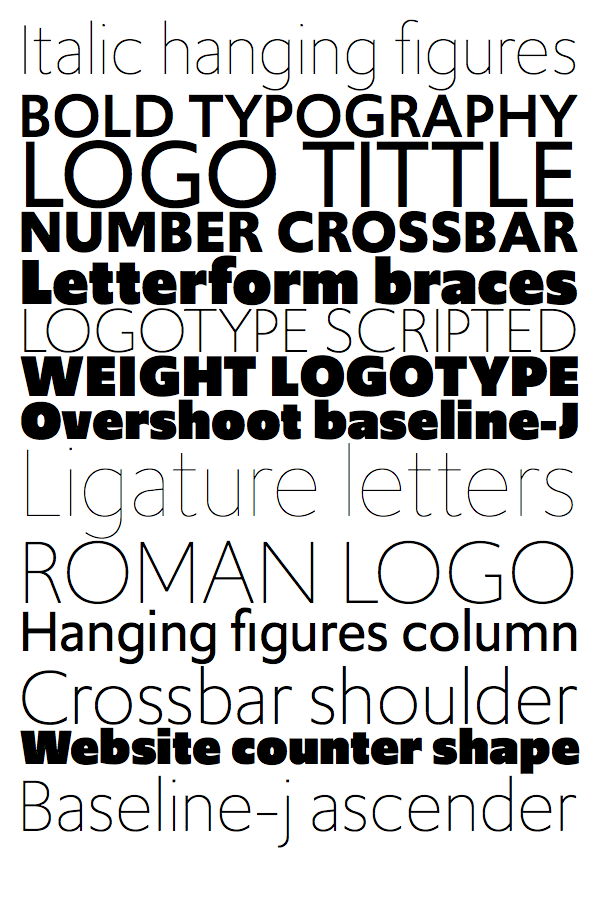 Italic hanging figures
BOLD TYPOGRAPHY
LOGO TITTLE
NUMBER CROSSBAR
Letterform braces
LOGOTYPE SCRIPTED
WEIGHT LOGOTYPE
Overshoot baseline-J
Ligature letters
ROMAN LOGO
Hanging figures column
Crossbar shoulder
Website counter shape
Baseline-j ascender